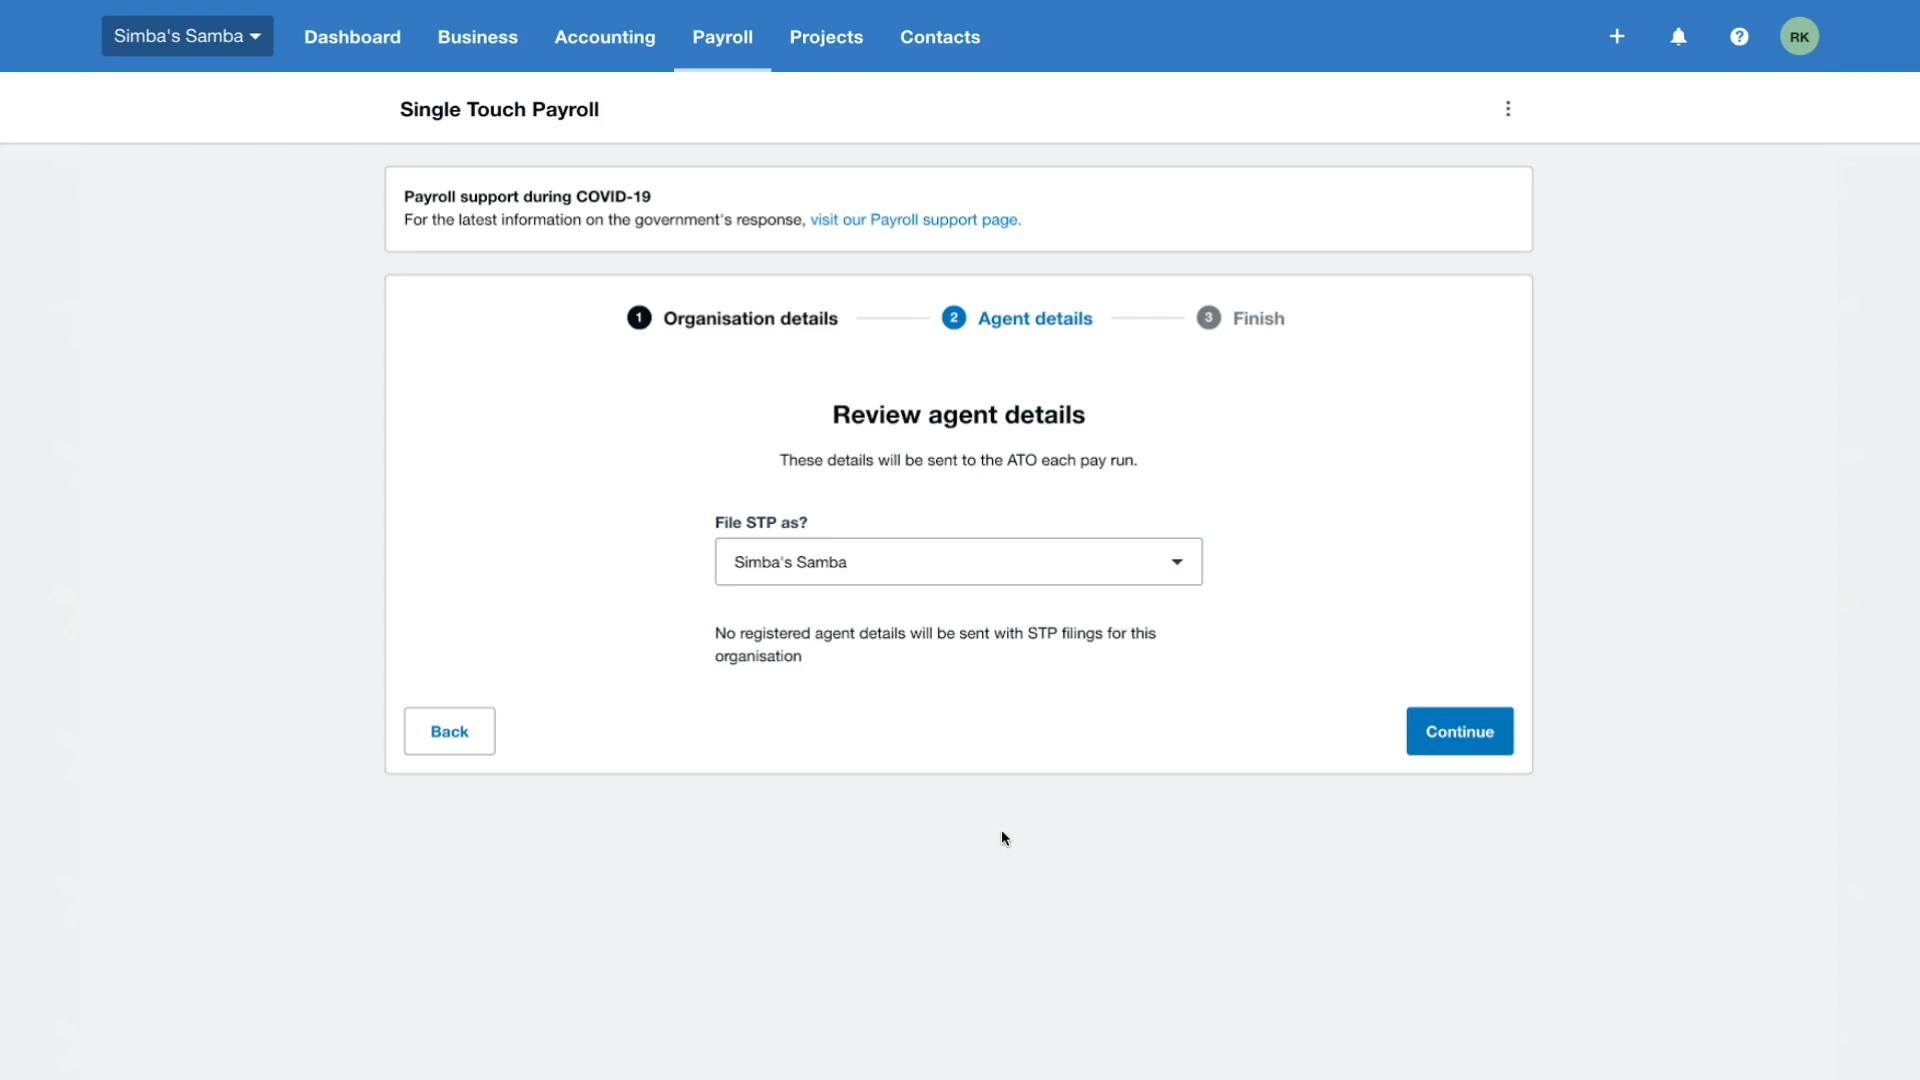 Simba's Samba
Dashboard
Business
Accounting
Payroll
Projects
Contacts
RK
Single Touch Payroll
Payroll support during COVID-19
For the latest information on the government's response, visit our Payroll support page.
1 Organisation details
2 Agent details
3 Finish
Review agent details
These details will be sent to the ATO each pay run.
File STP as?
Simba's Samba
No registered agent details will be sent with STP filings for this
organisation
Back
Continue